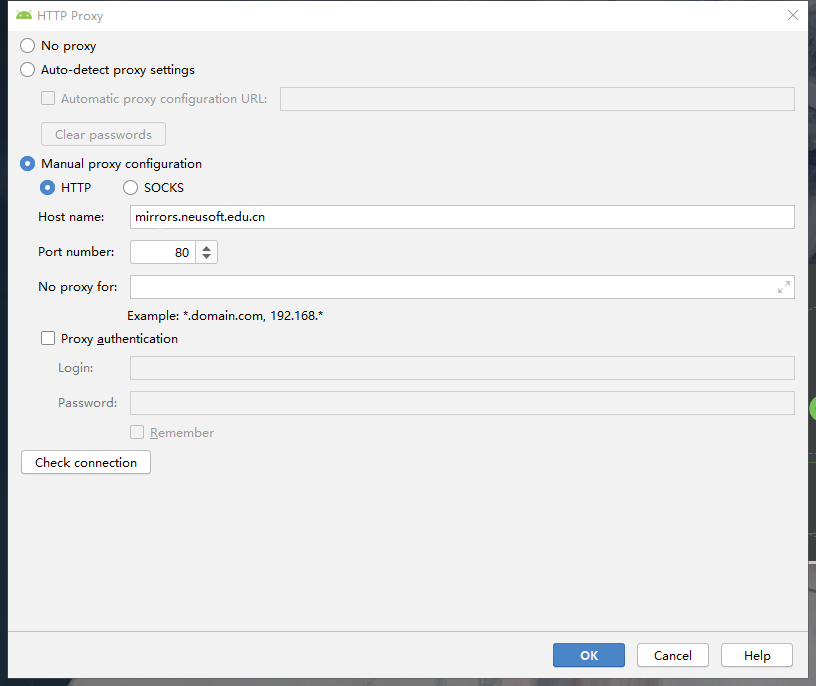 HTTP Proxy
No proxy
Auto-detect proxy settings
Automatic proxy configuration URL:
Clear passwords
Manual proxy configuration
HTTP SOCKS
Host name: mirrors.neusoft.edu.cn
Port number: 80
No proxy for:
Example: *.domain.com, 192.168.*
Proxy authentication
Login:
Password:
Remember
Check connection
OK Cancel Help